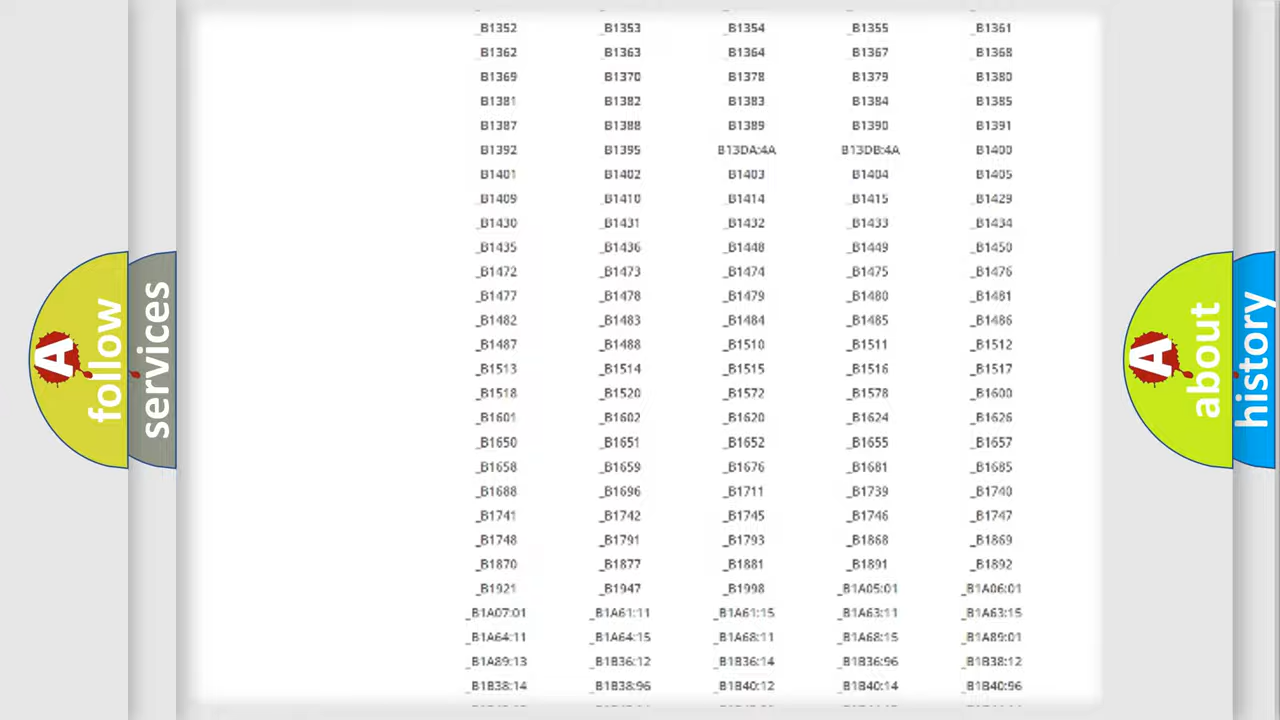 _B1352 _B1353 _B1354 _B1355 _B1361
_B1362 _B1363 _B1364 _B1367 _B1368
_B1369 _B1370 _B1378 _B1379 _B1380
_B1381 _B1382 _B1383 _B1384 _B1385
_B1387 _B1388 _B1389 _B1390 _B1391
_B1392 _B1395 _B13DA:4A _B13DB:4A _B1400
_B1401 _B1402 _B1403 _B1404 _B1405
_B1409 _B1410 _B1414 _B1415 _B1429
_B1430 _B1431 _B1432 _B1433 _B1434
_B1435 _B1436 _B1448 _B1449 _B1450
_B1472 _B1473 _B1474 _B1475 _B1476
_B1477 _B1478 _B1479 _B1480 _B1481
_B1482 _B1483 _B1484 _B1485 _B1486
_B1487 _B1488 _B1510 _B1511 _B1512
_B1513 _B1514 _B1515 _B1516 _B1517
_B1518 _B1520 _B1572 _B1578 _B1600
_B1601 _B1602 _B1620 _B1624 _B1626
_B1650 _B1651 _B1652 _B1655 _B1657
_B1658 _B1659 _B1676 _B1681 _B1685
_B1688 _B1696 _B1711 _B1739 _B1740
_B1741 _B1742 _B1745 _B1746 _B1747
_B1748 _B1791 _B1793 _B1868 _B1869
_B1870 _B1877 _B1881 _B1891 _B1892
_B1921 _B1947 _B1998 _B1A05:01 _B1A06:01
_B1A07:01 _B1A61:11 _B1A61:15 _B1A63:11 _B1A63:15
_B1A64:11 _B1A64:15 _B1A68:11 _B1A68:15 _B1A89:01
_B1A89:13 _B1B36:12 _B1B36:14 _B1B36:96 _B1B38:12
_B1B38:14 _B1B38:96 _B1B40:12 _B1B40:14 _B1B40:96
A follow
services
A about
history